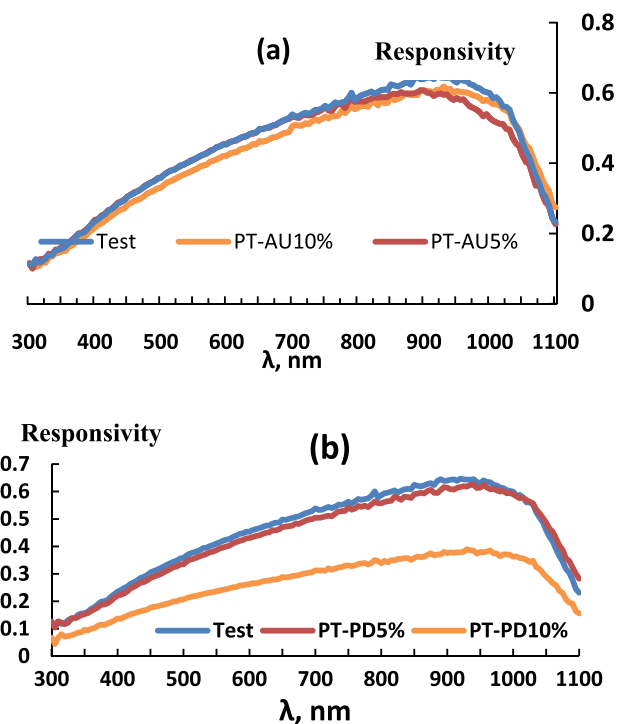 0.8
(a) Responsivity
0.6
0.4
Test PT-AU10% PT-AU5% 0.2
0
300 400 500 600 700 800 900 1000 1100
λ, nm
Responsivity (b)
0.7
0.6
0.5
0.4
0.3
0.2
0.1 Test PT-PD5% PT-PD10%
0
300 400 500 600 700 800 900 1000 1100
λ, nm